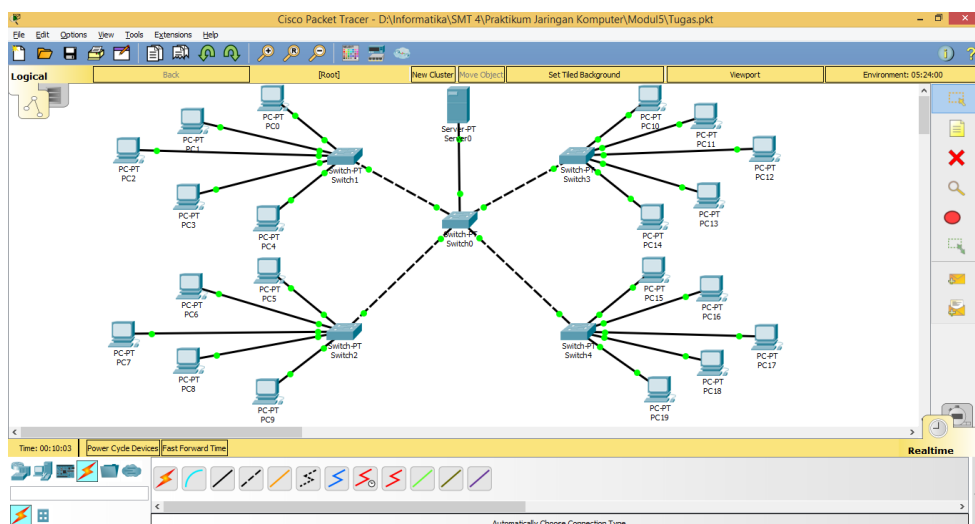 Cisco Packet Tracer - D:\Informatika\SMT 4\Praktikum Jaringan Komputer\Modul5\Tugas.pkt
File Edit Options View Tools Extensions Help
Logical Back [Root] New Cluster Move Object Set Tiled Background Viewport Environment: 05:24:00
PC-PT
PC0
PC-PT
PC1
PC-PT
PC2
PC-PT
PC3
PC-PT
PC4
Switch-PT
Switch1
Server-PT
Server0
PC-PT
PC10
PC-PT
PC11
PC-PT
PC12
PC-PT
PC13
PC-PT
PC14
Switch-PT
Switch3
Switch-PT
Switch0
PC-PT
PC5
PC-PT
PC6
PC-PT
PC7
PC-PT
PC8
PC-PT
PC9
Switch-PT
Switch2
PC-PT
PC15
PC-PT
PC16
PC-PT
PC17
PC-PT
PC18
PC-PT
PC19
Switch-PT
Switch4
Time: 00:10:03 Power Cycle Devices Fast Forward Time Realtime
Automatically Choose Connection Type